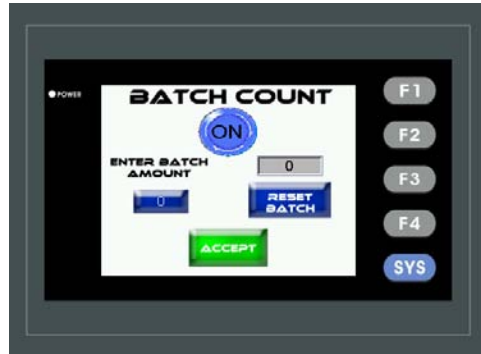 POWER
BATCH COUNT
ON
ENTER BATCH
AMOUNT
0
0
RESET
BATCH
ACCEPT
F1
F2
F3
F4
SYS